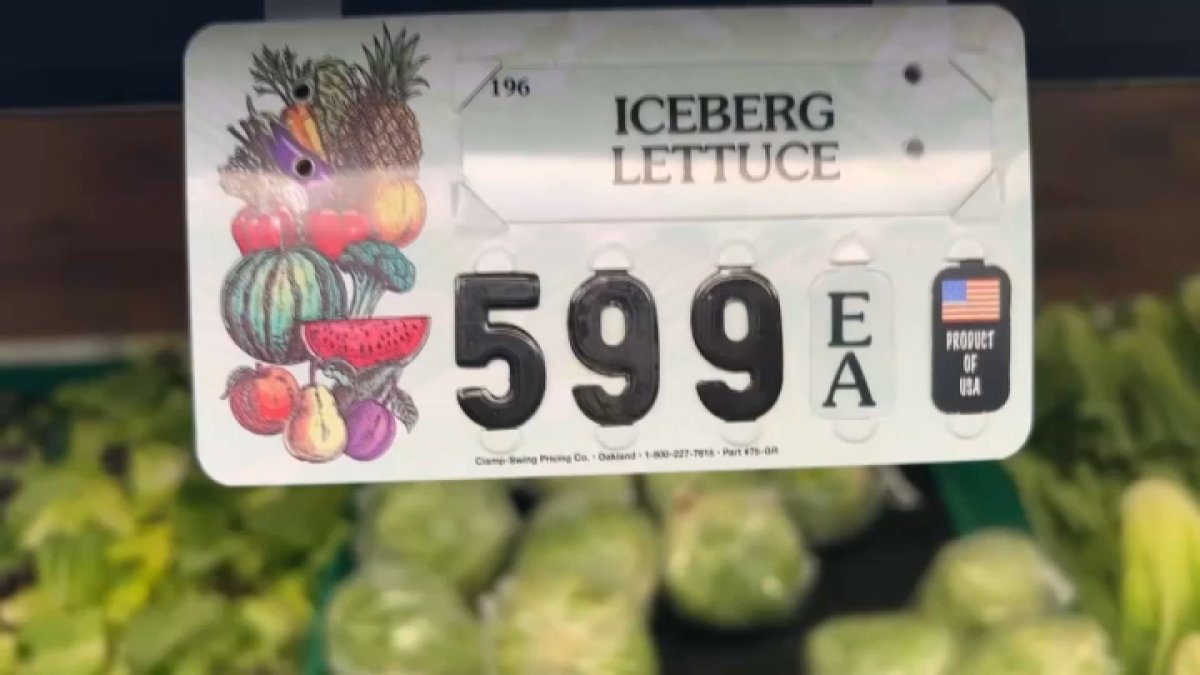 196
ICEBERG
LETTUCE
599 EA
PRODUCT
OF
USA
Clamp-Swing Pricing Co. · Oakland · 1-800-227-7615 · Part #75-GR